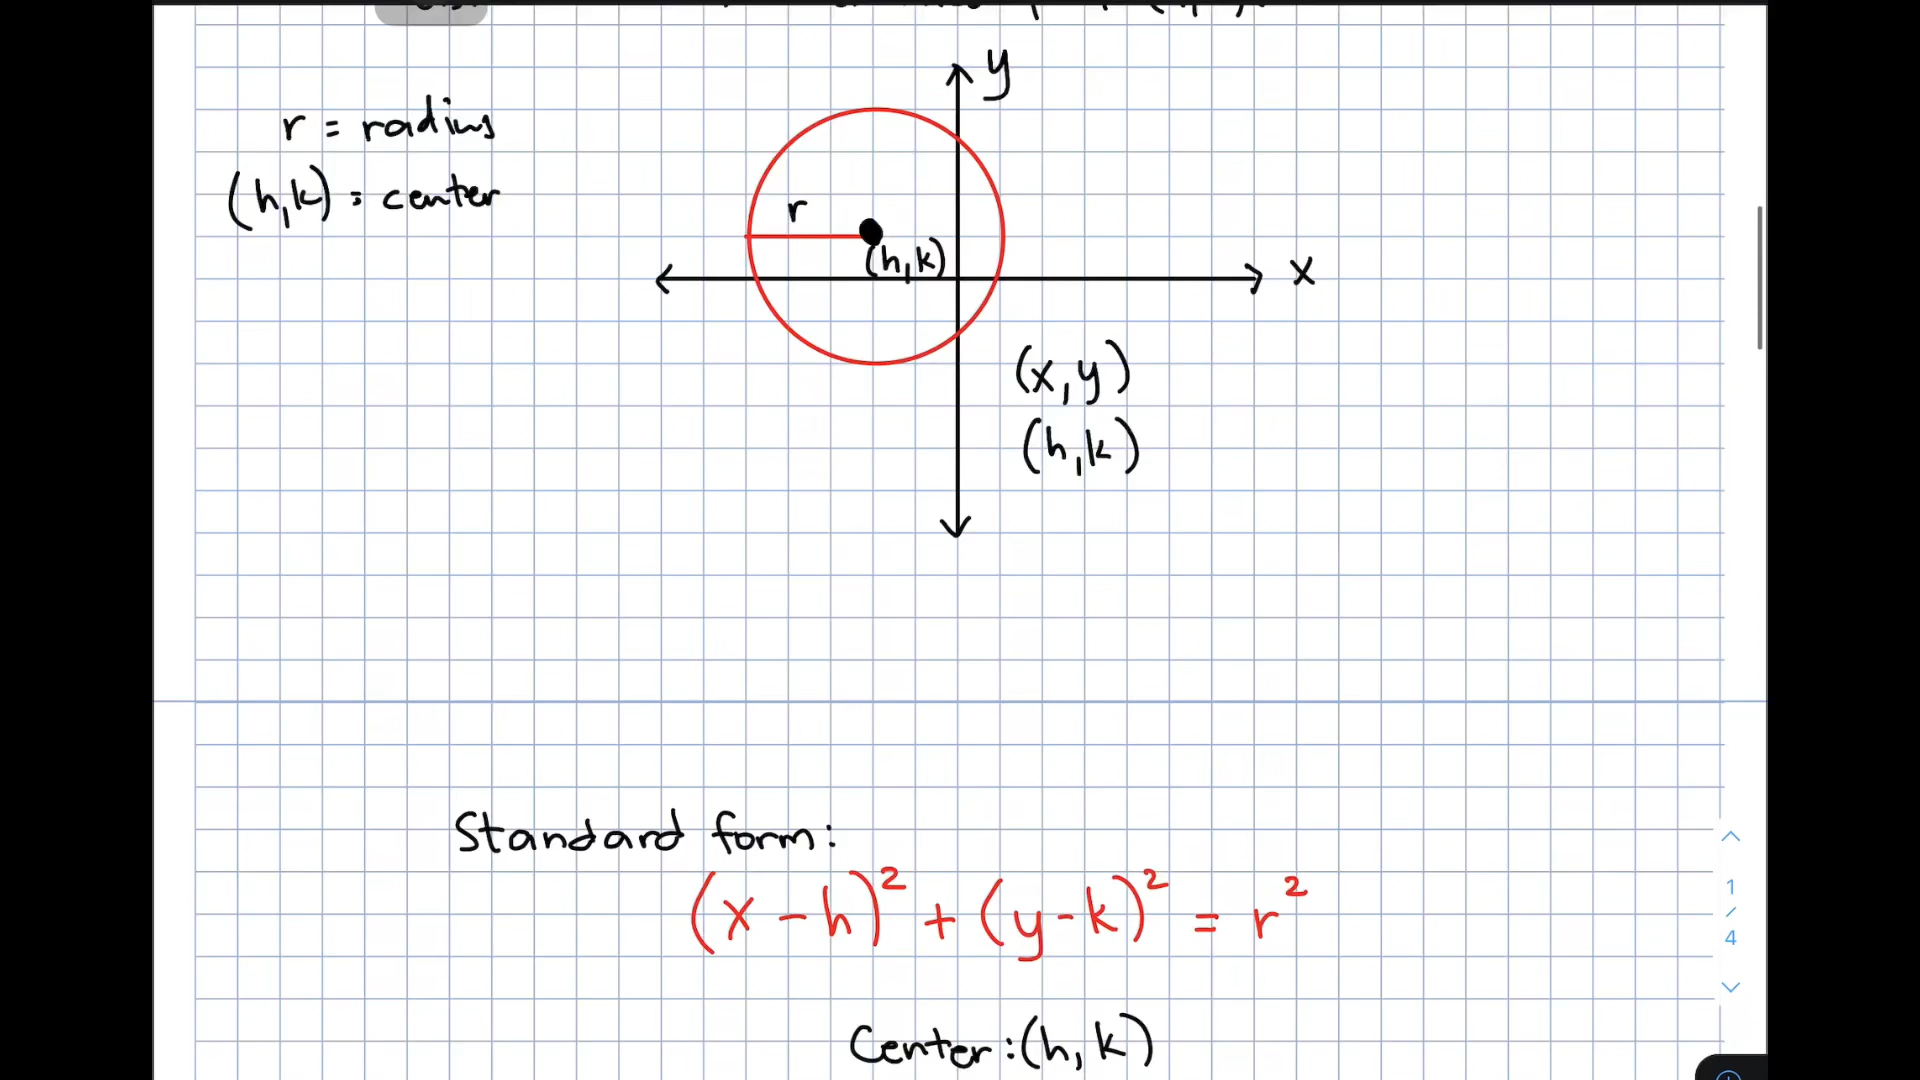 y
r = radius
(h,k) = center
r
(h,k)
x
(x,y)
(h,k)
Standard form:
(x - h)² + (y - k)² = r²
1
/
4
Center: (h, k)